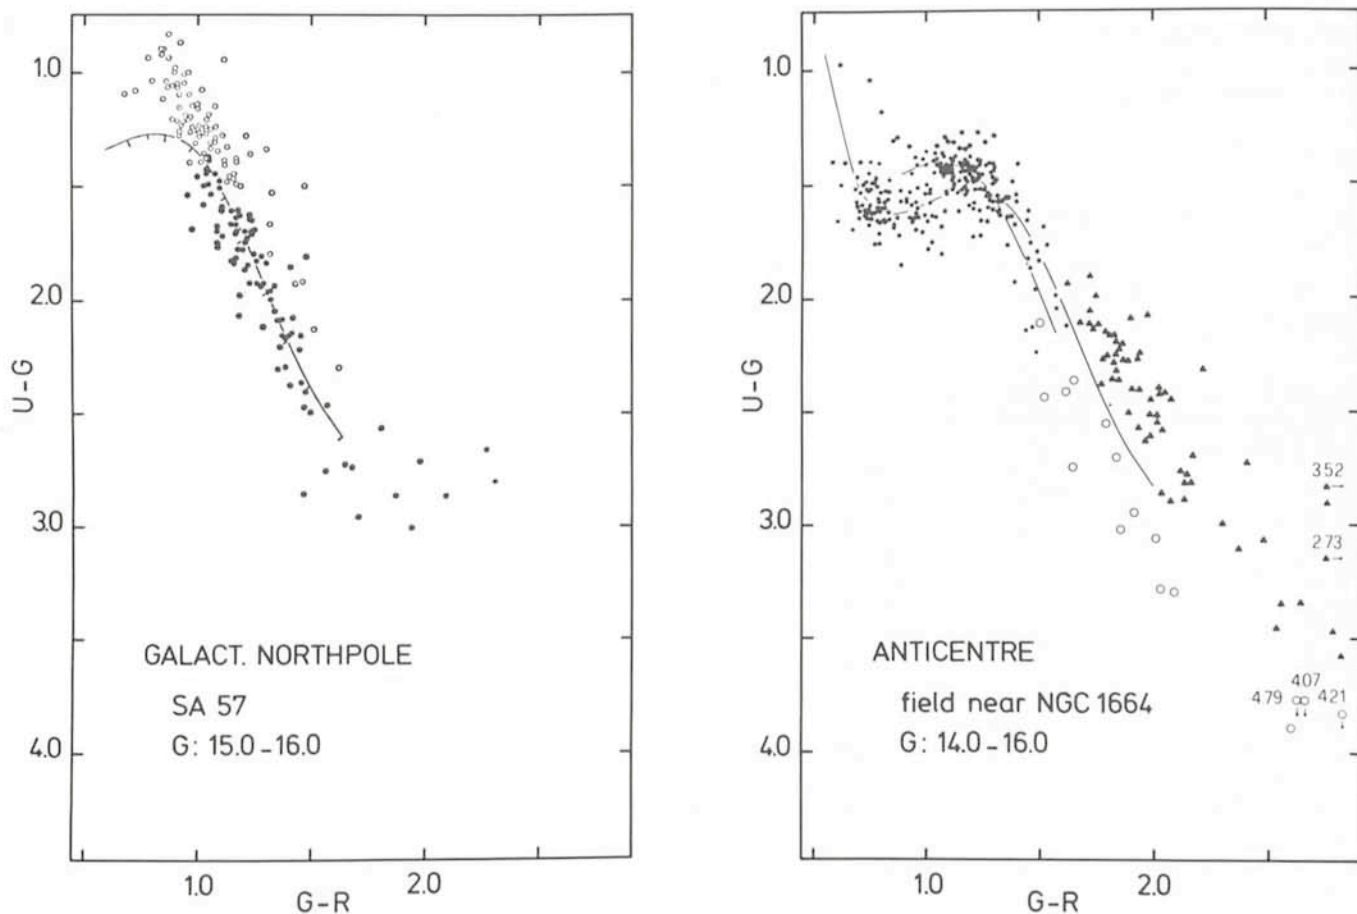 1.0
2.0
3.0
4.0
U-G
GALACT. NORTHPOLE
SA 57
G: 15.0-16.0
1.0
2.0
G-R
1.0
2.0
3.0
4.0
U-G
352
273
ANTICENTRE
407
479
421
field near NGC 1664
G: 14.0-16.0
1.0
2.0
G-R